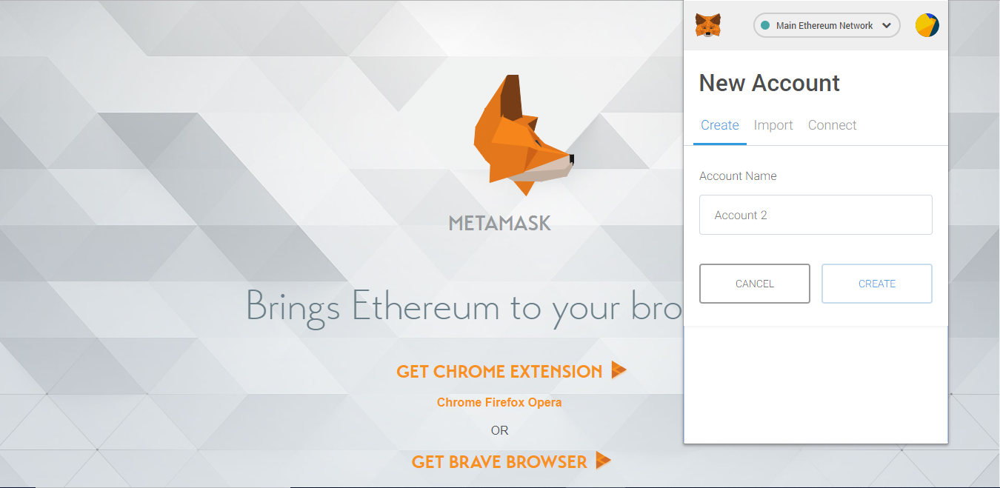 Main Ethereum Network
New Account
Create Import Connect
Account Name
Account 2
CANCEL CREATE
METAMASK
Brings Ethereum to your bro
GET CHROME EXTENSION
Chrome Firefox Opera
OR
GET BRAVE BROWSER